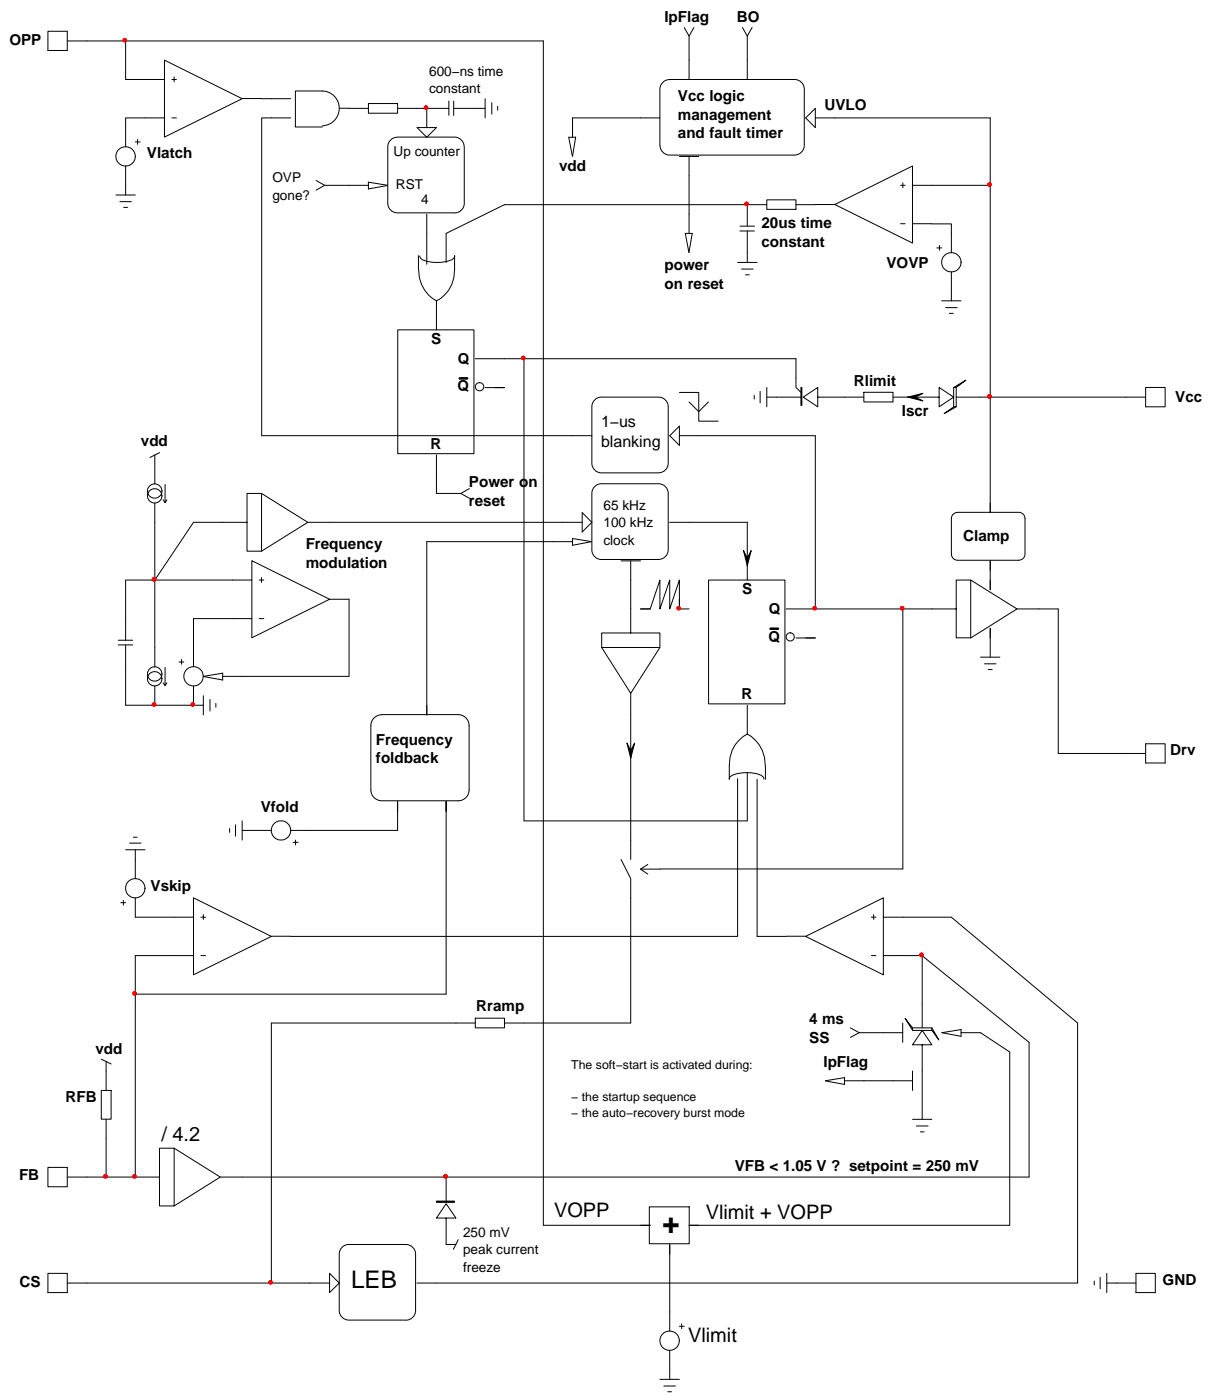 IpFlag
BO
OPP
600−ns time
constant
Vcc logic
management
and fault timer
UVLO
+
−
+
Vlatch
vdd
Up counter
OVP
gone?
RST
4
+
−
20us time
constant
+
VOVP
power
on reset
S
Q
Q
R
Rlimit
Iscr
Vcc
1−us
blanking
vdd
Power on
reset
65 kHz
100 kHz
clock
Clamp
Frequency
modulation
+
−
+
S
Q
Q
R
Frequency
foldback
Drv
Vfold
+
Vskip
+
+
−
+
−
Rramp
4 ms
SS
vdd
RFB
IpFlag
The soft−start is activated during:
− the startup sequence
− the auto−recovery burst mode
/ 4.2
FB
VFB < 1.05 V ? setpoint = 250 mV
VOPP
+
Vlimit + VOPP
250 mV
peak current
freeze
CS
LEB
GND
+
Vlimit